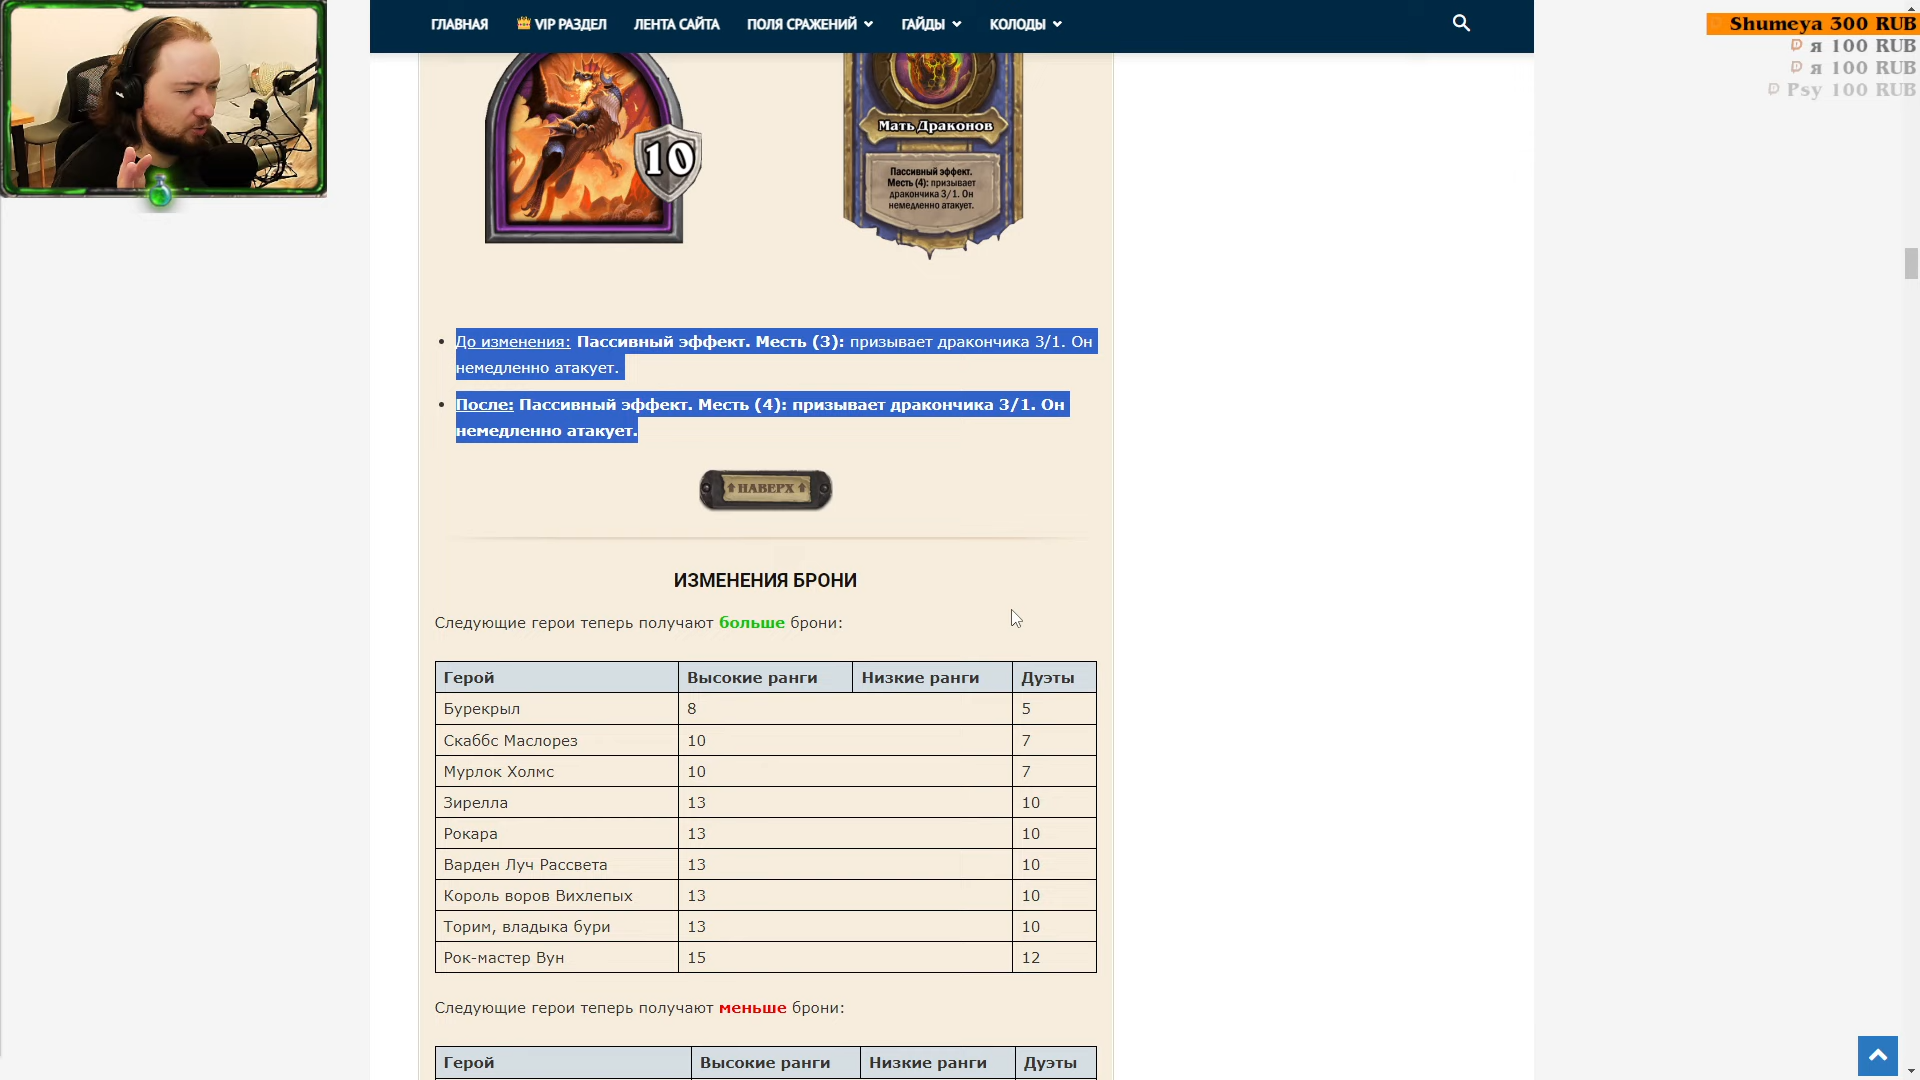 ГЛАВНАЯ VIP РАЗДЕЛ ЛЕНТА САЙТА ПОЛЯ СРАЖЕНИЙ ГАЙДЫ КОЛОДЫ
Shumeya 300 RUB
я 100 RUB
я 100 RUB
Psy 100 RUB
10
Мать Драконов
Пассивный эффект.
Месть (4): призывает
дракончика 3/1. Он
немедленно атакует.
До изменения: Пассивный эффект. Месть (3): призывает дракончика 3/1. Он
немедленно атакует.
После: Пассивный эффект. Месть (4): призывает дракончика 3/1. Он
немедленно атакует.
НАВЕРХ
ИЗМЕНЕНИЯ БРОНИ
Следующие герои теперь получают больше брони:
Герой Высокие ранги Низкие ранги Дуэты
Бурекрыл 8 5
Скаббс Маслорез 10 7
Мурлок Холмс 10 7
Зирелла 13 10
Рокара 13 10
Варден Луч Рассвета 13 10
Король воров Вихлепых 13 10
Торим, владыка бури 13 10
Рок-мастер Вун 15 12
Следующие герои теперь получают меньше брони:
Герой Высокие ранги Низкие ранги Дуэты